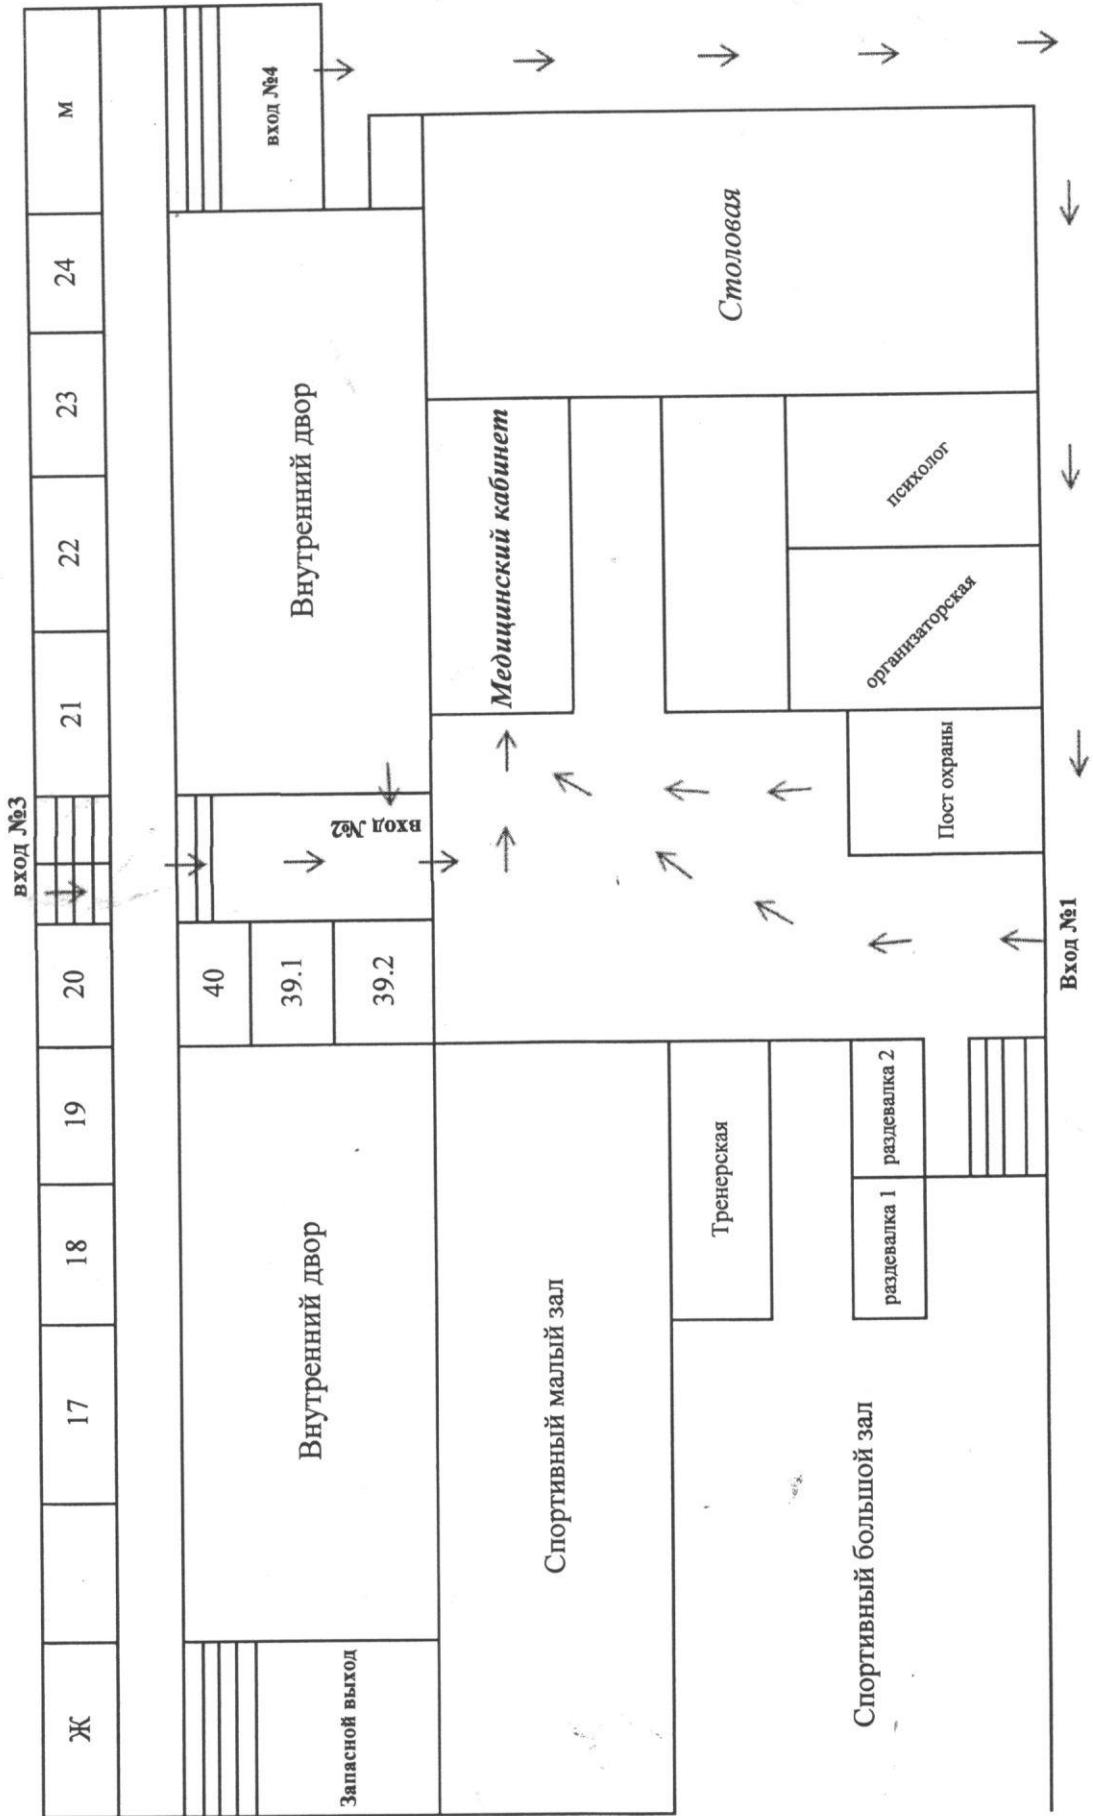 вход №3
Ж
17
18
19
20
21
22
23
24
м
Запасной выход
Внутренний двор
40
39.1
39.2
вход №2
Внутренний двор
вход №4
Спортивный малый зал
Медицинский кабинет
Столовая
Тренерская
Спортивный большой зал
раздевалка 1
раздевалка 2
Пост охраны
организаторская
психолог
Вход №1